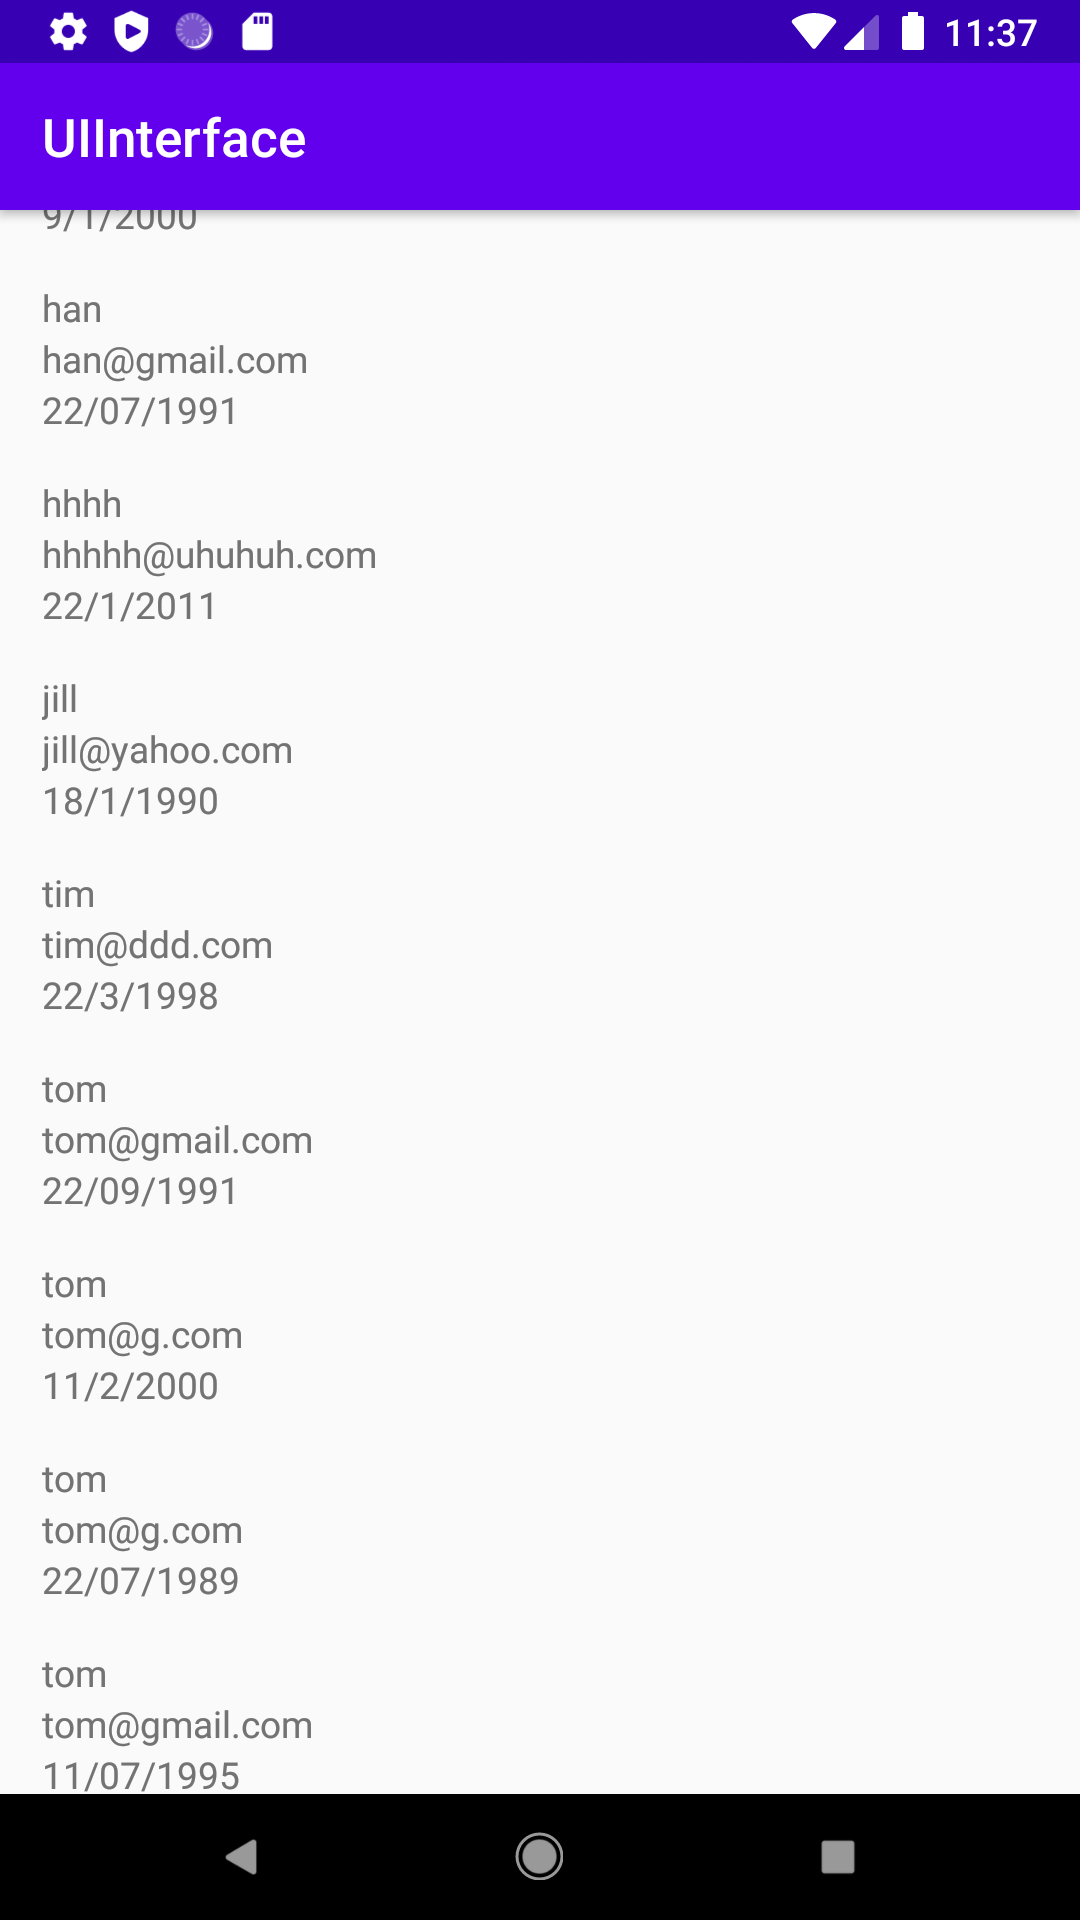 11:37
UIInterface
9/1/2000
han
han@gmail.com
22/07/1991
hhhh
hhhhh@uhuhuh.com
22/1/2011
jill
jill@yahoo.com
18/1/1990
tim
tim@ddd.com
22/3/1998
tom
tom@gmail.com
22/09/1991
tom
tom@g.com
11/2/2000
tom
tom@g.com
22/07/1989
tom
tom@gmail.com
11/07/1995